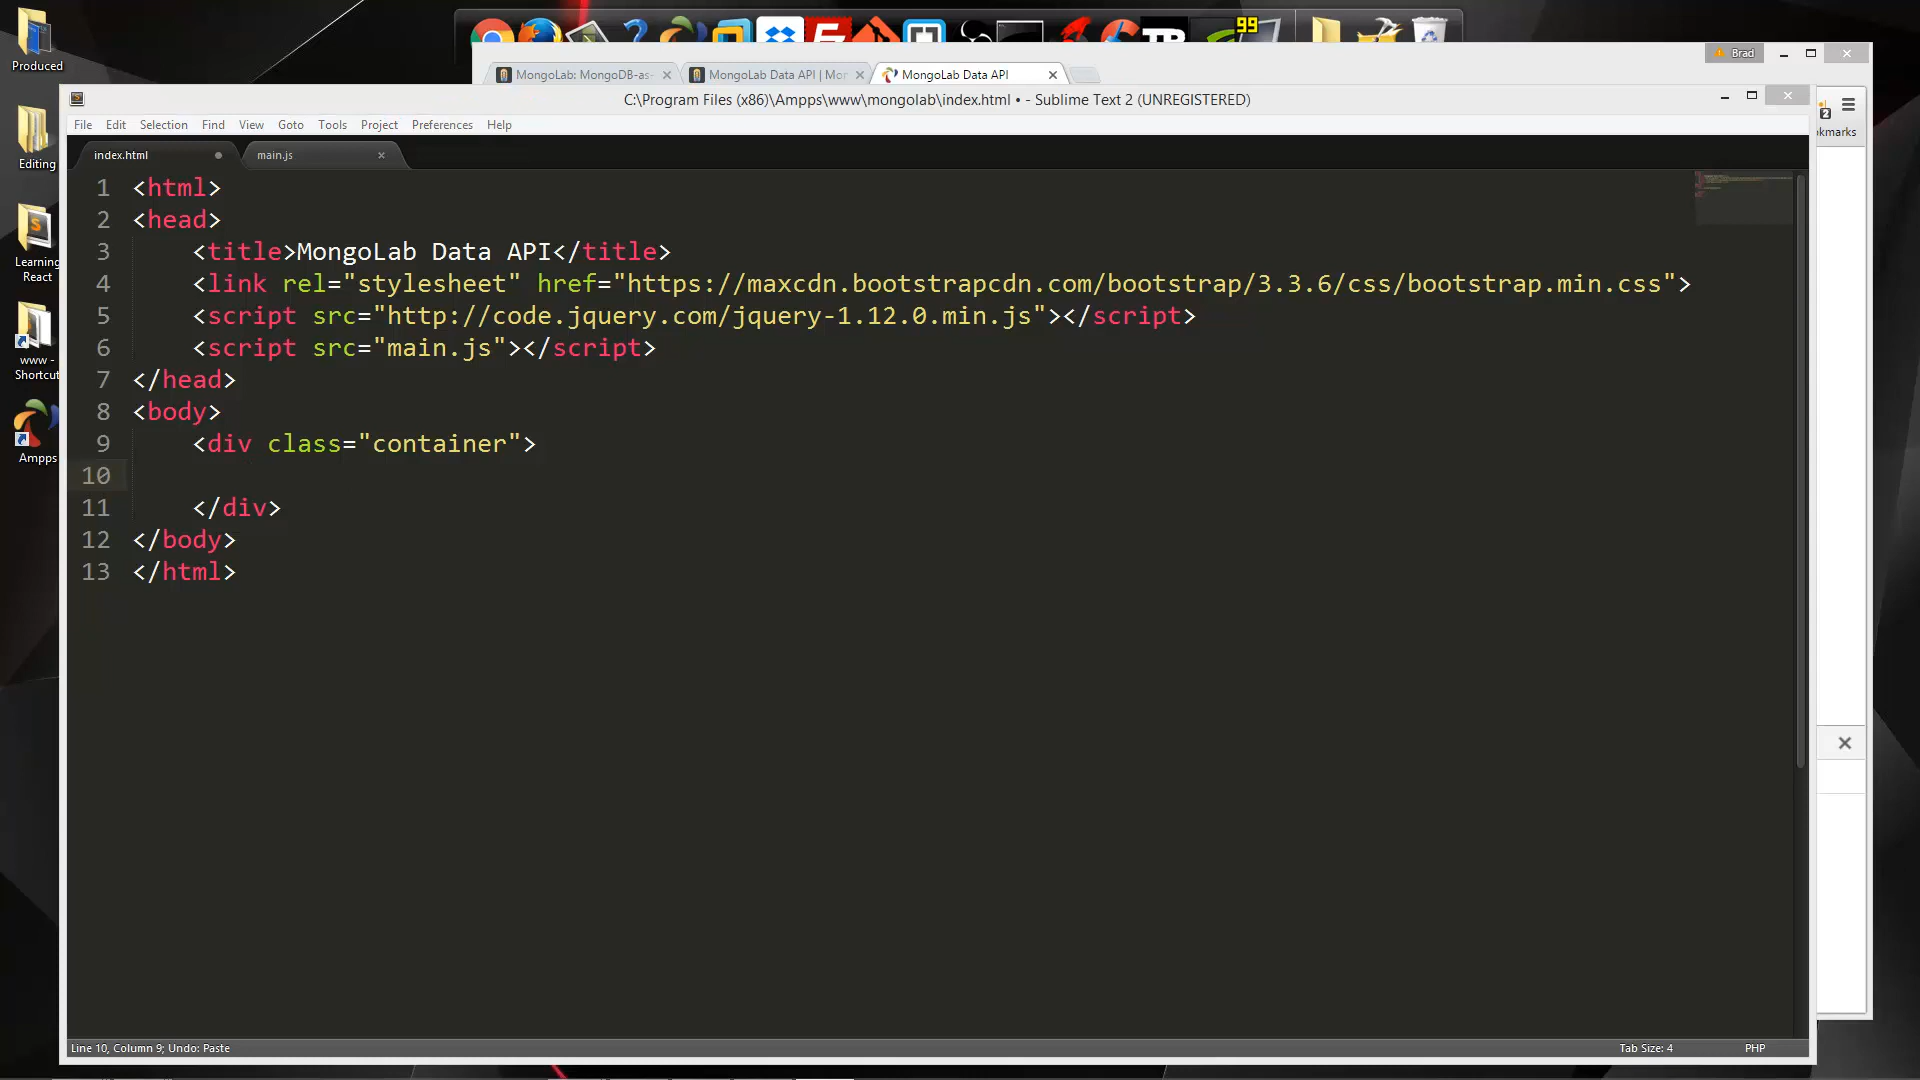 Produced
Editing
Learning
React
www -
Shortcut
Ampps
99
Brad
MongoLab: MongoDB-as-
MongoLab Data API | Mor
MongoLab Data API
C:\Program Files (x86)\Ampps\www\mongolab\index.html • - Sublime Text 2 (UNREGISTERED)
2
kmarks
File Edit Selection Find View Goto Tools Project Preferences Help
index.html
main.js
1 <html>
2 <head>
3 <title>MongoLab Data API</title>
4 <link rel="stylesheet" href="https://maxcdn.bootstrapcdn.com/bootstrap/3.3.6/css/bootstrap.min.css">
5 <script src="http://code.jquery.com/jquery-1.12.0.min.js"></script>
6 <script src="main.js"></script>
7 </head>
8 <body>
9 <div class="container">
10
11 </div>
12 </body>
13 </html>
Line 10, Column 9; Undo: Paste
Tab Size: 4
PHP